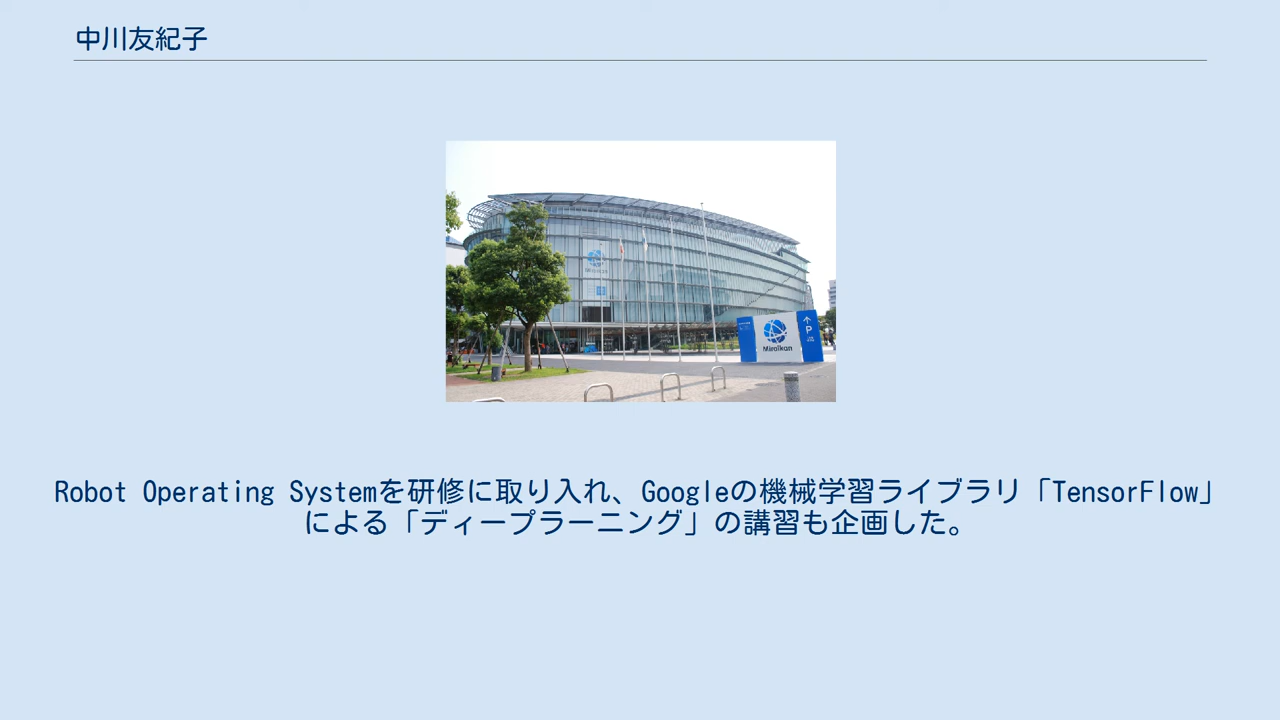 中川友紀子
Miraikan
P
Miraikan
Robot Operating Systemを研修に取り入れ、Googleの機械学習ライブラリ「TensorFlow」
による「ディープラーニング」の講習も企画した。